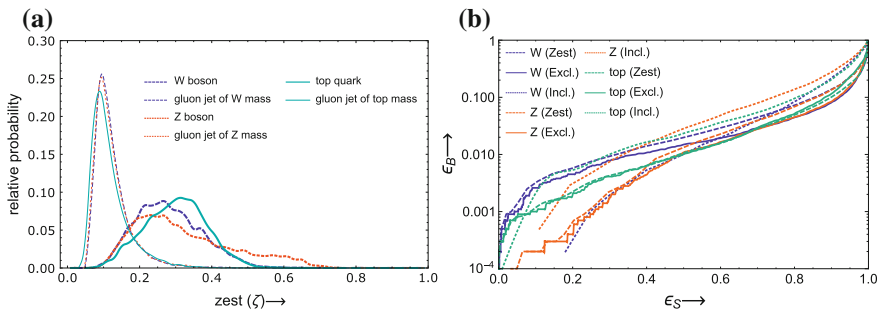 (a)
0.30
0.25
0.20
0.15
0.10
0.05
0.00
relative probability
W boson
gluon jet of W mass
Z boson
gluon jet of Z mass
top quark
gluon jet of top mass
0.0 0.2 0.4 0.6 0.8 1.0
zest (ζ)⟶
(b)
1
0.100
0.010
0.001
10⁻⁴
ϵ_B⟶
W (Zest)
W (Excl.)
W (Incl.)
Z (Zest)
Z (Excl.)
Z (Incl.)
top (Zest)
top (Excl.)
top (Incl.)
0.0 0.2 0.4 0.6 0.8 1.0
ϵ_S⟶